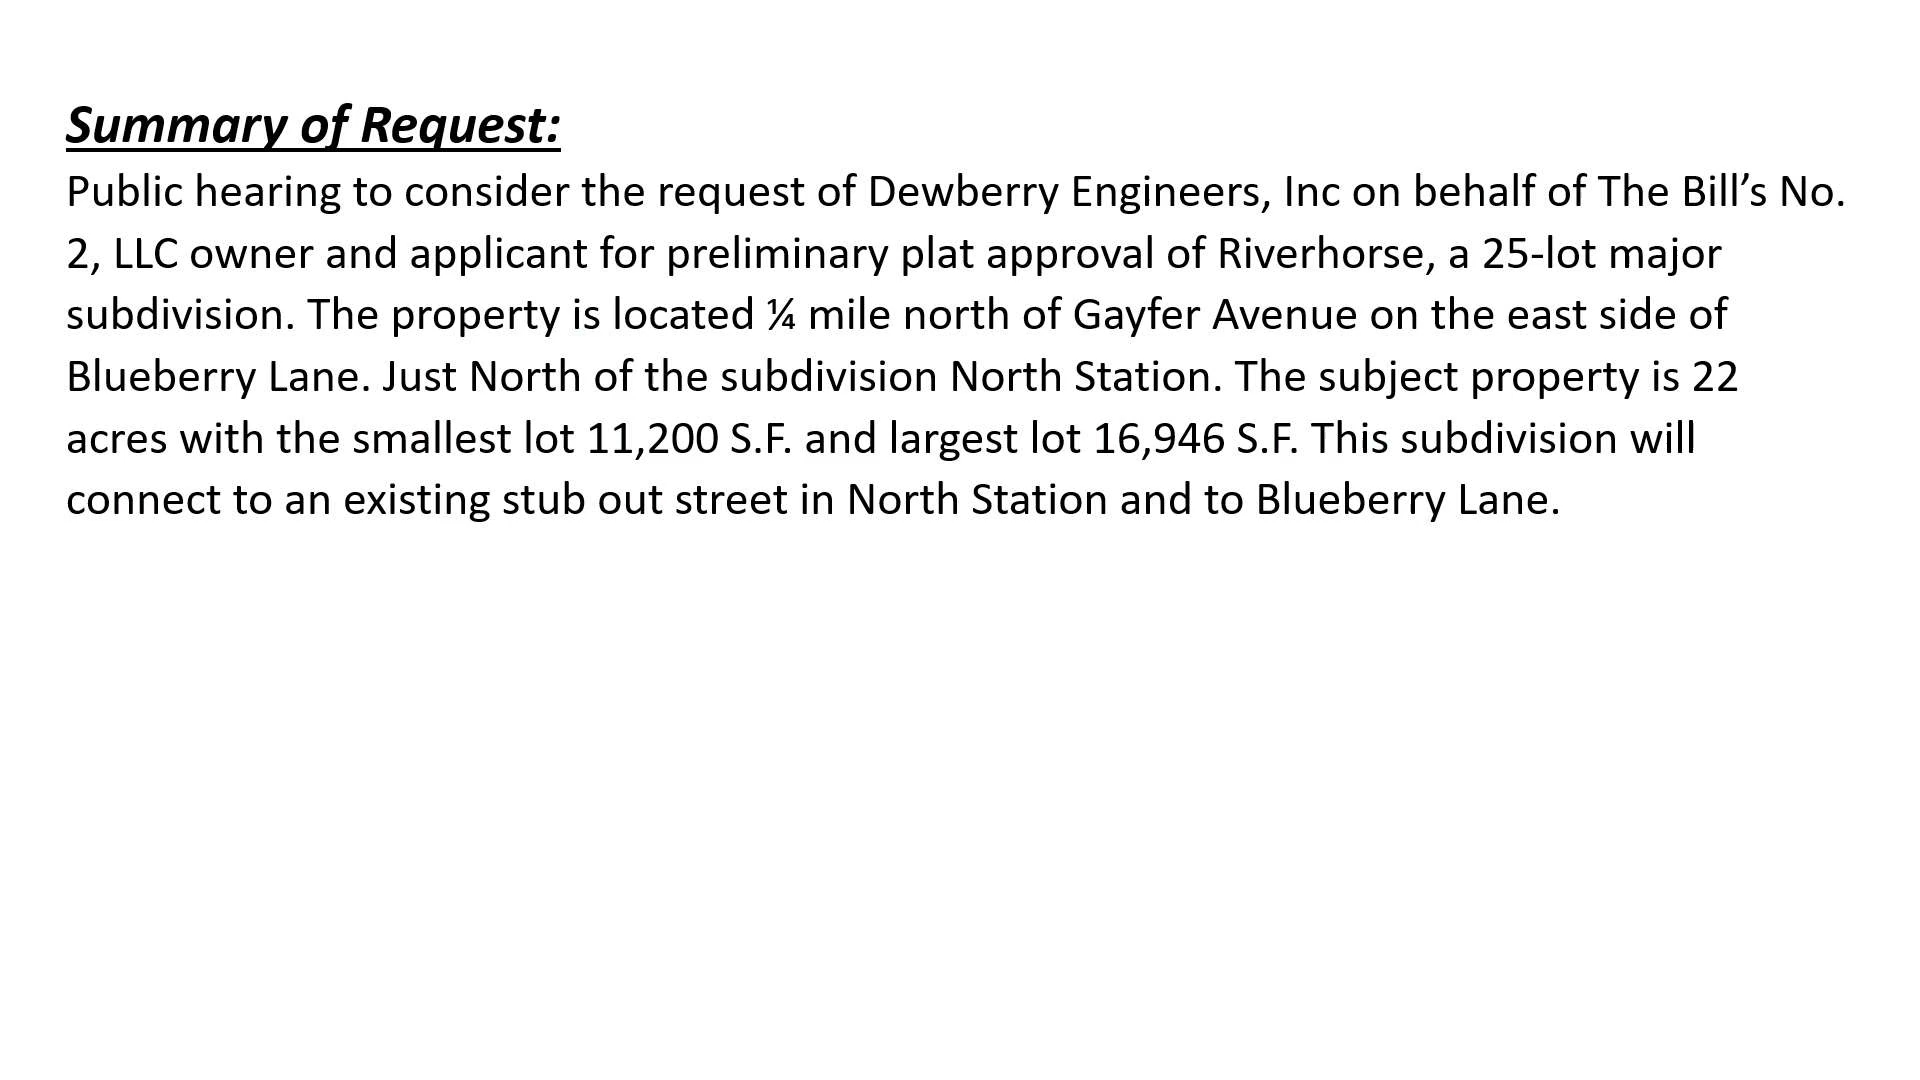 Summary of Request:
Public hearing to consider the request of Dewberry Engineers, Inc on behalf of The Bill’s No.
2, LLC owner and applicant for preliminary plat approval of Riverhorse, a 25-lot major
subdivision. The property is located ¼ mile north of Gayfer Avenue on the east side of
Blueberry Lane. Just North of the subdivision North Station. The subject property is 22
acres with the smallest lot 11,200 S.F. and largest lot 16,946 S.F. This subdivision will
connect to an existing stub out street in North Station and to Blueberry Lane.